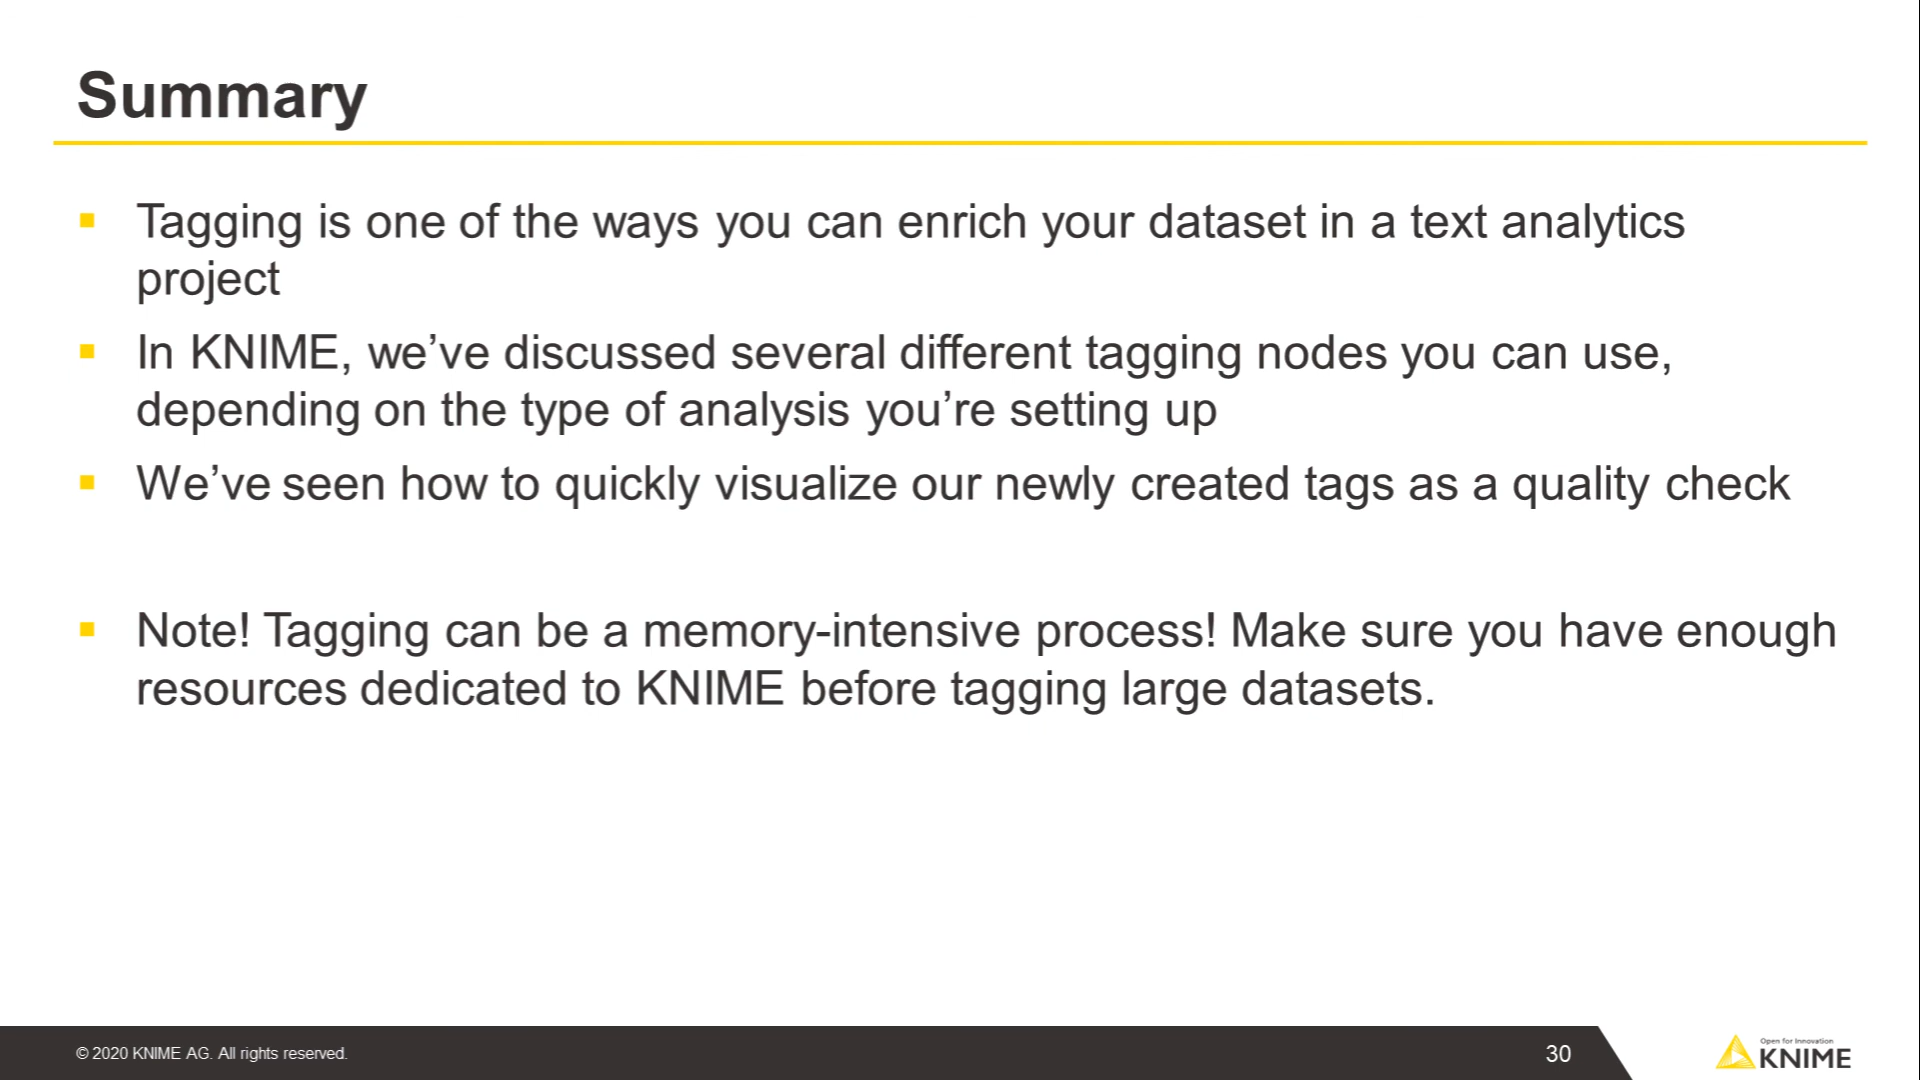 Summary
Tagging is one of the ways you can enrich your dataset in a text analytics
project
In KNIME, we’ve discussed several different tagging nodes you can use,
depending on the type of analysis you’re setting up
We’ve seen how to quickly visualize our newly created tags as a quality check
Note! Tagging can be a memory-intensive process! Make sure you have enough
resources dedicated to KNIME before tagging large datasets.
© 2020 KNIME AG. All rights reserved.
30
Open for Innovation
KNIME